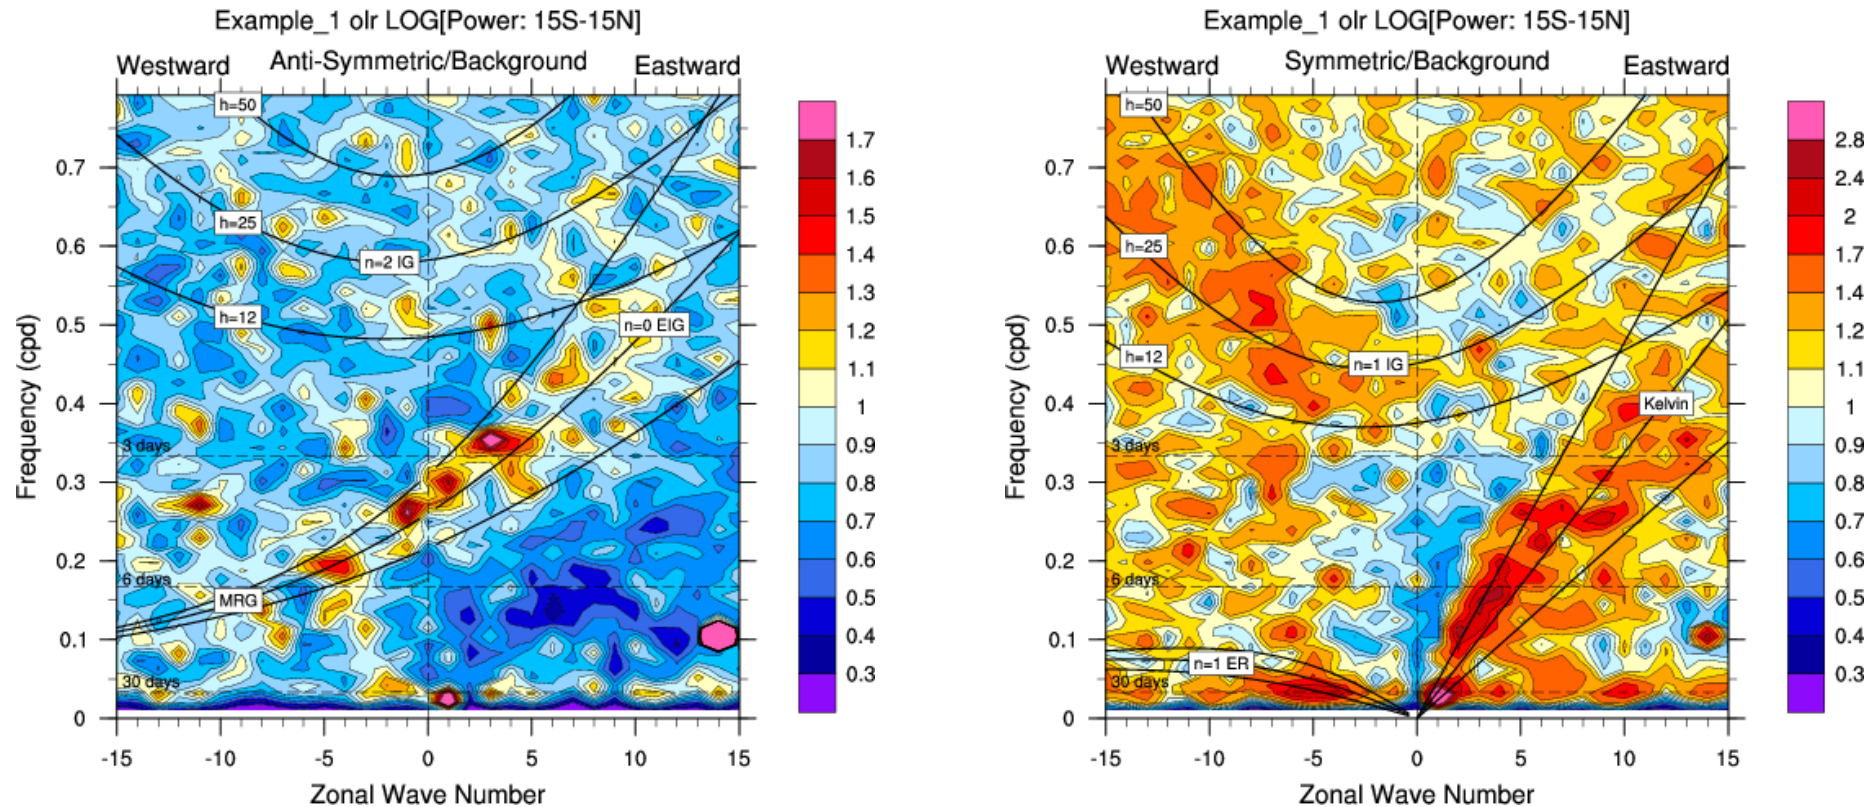 Example_1 olr LOG[Power: 15S-15N]
Westward
Anti-Symmetric/Background
Eastward
h=50
h=25
n=2 IG
h=12
n=0 EIG
3 days
6 days
MRG
30 days
0.7
0.6
0.5
0.4
0.3
0.2
0.1
0
Frequency (cpd)
-15 -10 -5 0 5 10 15
Zonal Wave Number
1.7
1.6
1.5
1.4
1.3
1.2
1.1
1
0.9
0.8
0.7
0.6
0.5
0.4
0.3
Example_1 olr LOG[Power: 15S-15N]
Westward
Symmetric/Background
Eastward
h=50
h=25
h=12
n=1 IG
Kelvin
3 days
6 days
n=1 ER
30 days
0.7
0.6
0.5
0.4
0.3
0.2
0.1
0
Frequency (cpd)
-15 -10 -5 0 5 10 15
Zonal Wave Number
2.8
2.4
2
1.7
1.4
1.2
1.1
1
0.9
0.8
0.7
0.6
0.5
0.4
0.3